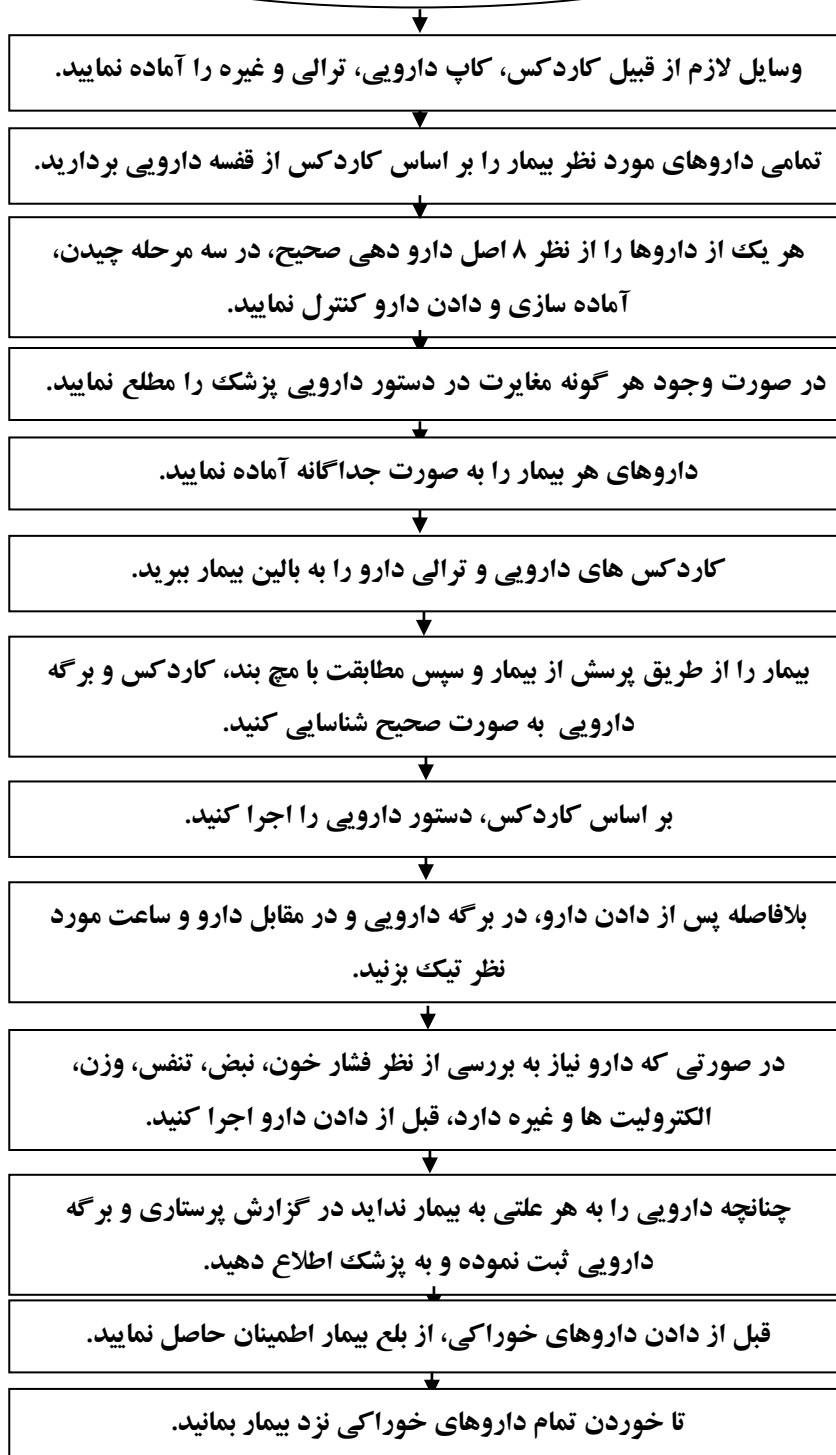 وسایل لازم از قبیل کاردکس، کاپ دارویی، ترالی و غیره را آماده نمایید.
تمامی داروهای مورد نظر بیمار را بر اساس کاردکس از قفسه دارویی بردارید.
هر یک از داروها را از نظر ۸ اصل دارو دهی صحیح، در سه مرحله چیدن،
آماده سازی و دادن دارو کنترل نمایید.
در صورت وجود هر گونه مغایرت در دستور دارویی پزشک را مطلع نمایید.
داروهای هر بیمار را به صورت جداگانه آماده نمایید.
کاردکس های دارویی و ترالی دارو را به بالین بیمار ببرید.
بیمار را از طریق پرسش از بیمار و سپس مطابقت با مچ بند، کاردکس و برگه
دارویی به صورت صحیح شناسایی کنید.
بر اساس کاردکس، دستور دارویی را اجرا کنید.
بلافاصله پس از دادن دارو، در برگه دارویی و در مقابل دارو و ساعت مورد
نظر تیک بزنید.
در صورتی که دارو نیاز به بررسی از نظر فشار خون، نبض، تنفس، وزن،
الکترولیت ها و غیره دارد، قبل از دادن دارو اجرا کنید.
چنانچه دارویی را به هر علتی به بیمار نداید در گزارش پرستاری و برگه
دارویی ثبت نموده و به پزشک اطلاع دهید.
قبل از دادن داروهای خوراکی، از بلع بیمار اطمینان حاصل نمایید.
تا خوردن تمام داروهای خوراکی نزد بیمار بمانید.